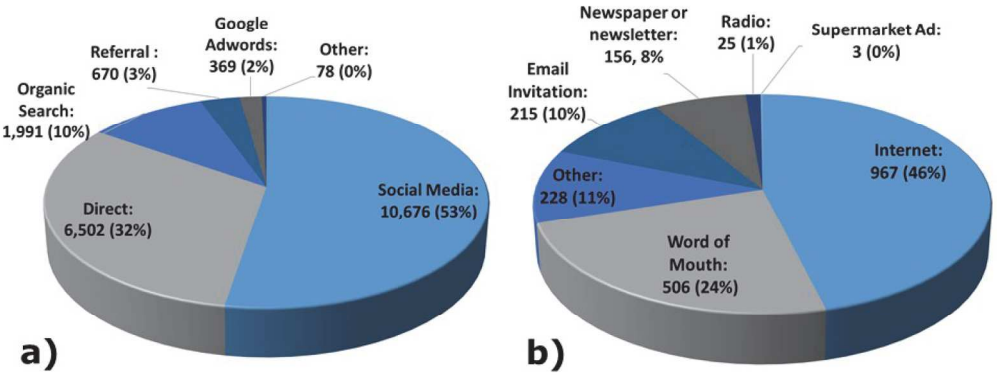 Google
Adwords:
369 (2%)
Other:
78 (0%)
Referral :
670 (3%)
Organic
Search:
1,991 (10%)
Social Media:
10,676 (53%)
Direct:
6,502 (32%)
a)
Newspaper or
newsletter:
156, 8%
Radio:
25 (1%)
Supermarket Ad:
3 (0%)
Email
Invitation:
215 (10%)
Internet:
967 (46%)
Other:
228 (11%)
Word of
Mouth:
506 (24%)
b)